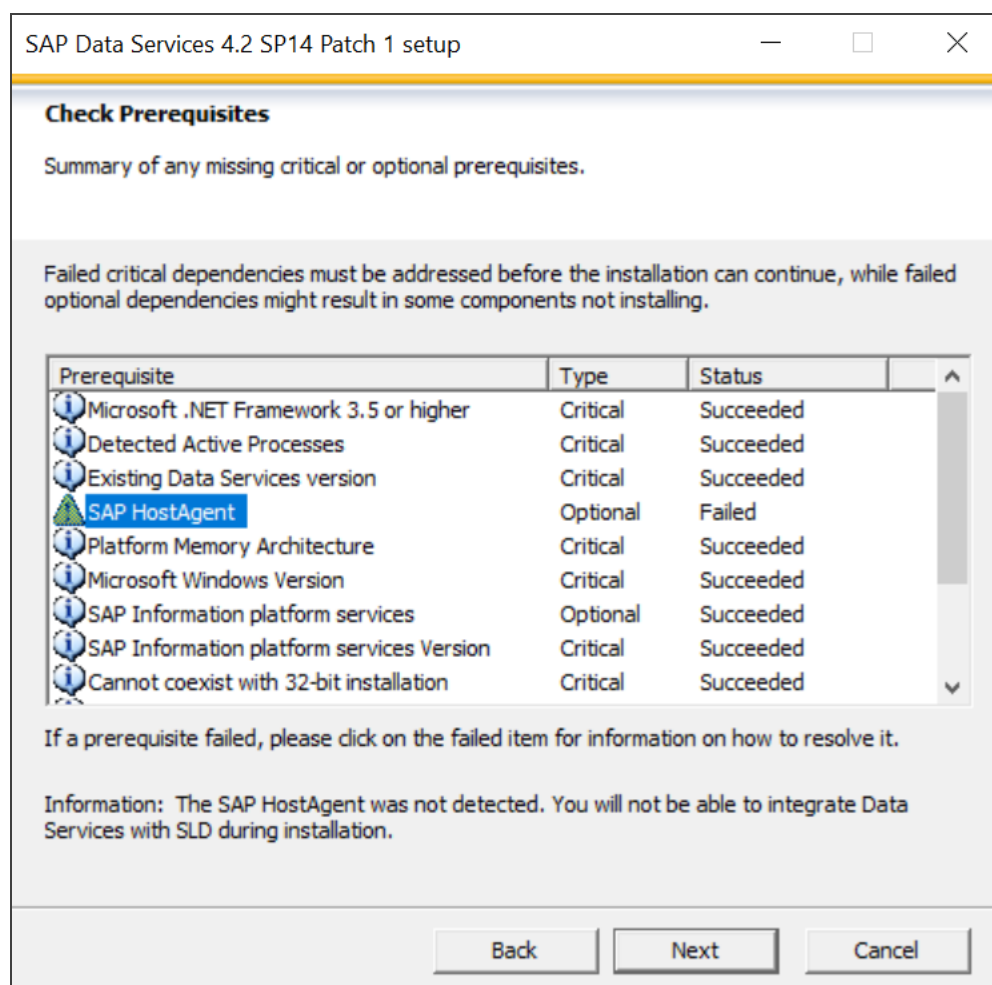 SAP Data Services 4.2 SP14 Patch 1 setup
Check Prerequisites
Summary of any missing critical or optional prerequisites.
Failed critical dependencies must be addressed before the installation can continue, while failed
optional dependencies might result in some components not installing.
Prerequisite Type Status
Microsoft .NET Framework 3.5 or higher Critical Succeeded
Detected Active Processes Critical Succeeded
Existing Data Services version Critical Succeeded
SAP HostAgent Optional Failed
Platform Memory Architecture Critical Succeeded
Microsoft Windows Version Critical Succeeded
SAP Information platform services Optional Succeeded
SAP Information platform services Version Critical Succeeded
Cannot coexist with 32-bit installation Critical Succeeded
If a prerequisite failed, please click on the failed item for information on how to resolve it.
Information: The SAP HostAgent was not detected. You will not be able to integrate Data
Services with SLD during installation.
Back Next Cancel